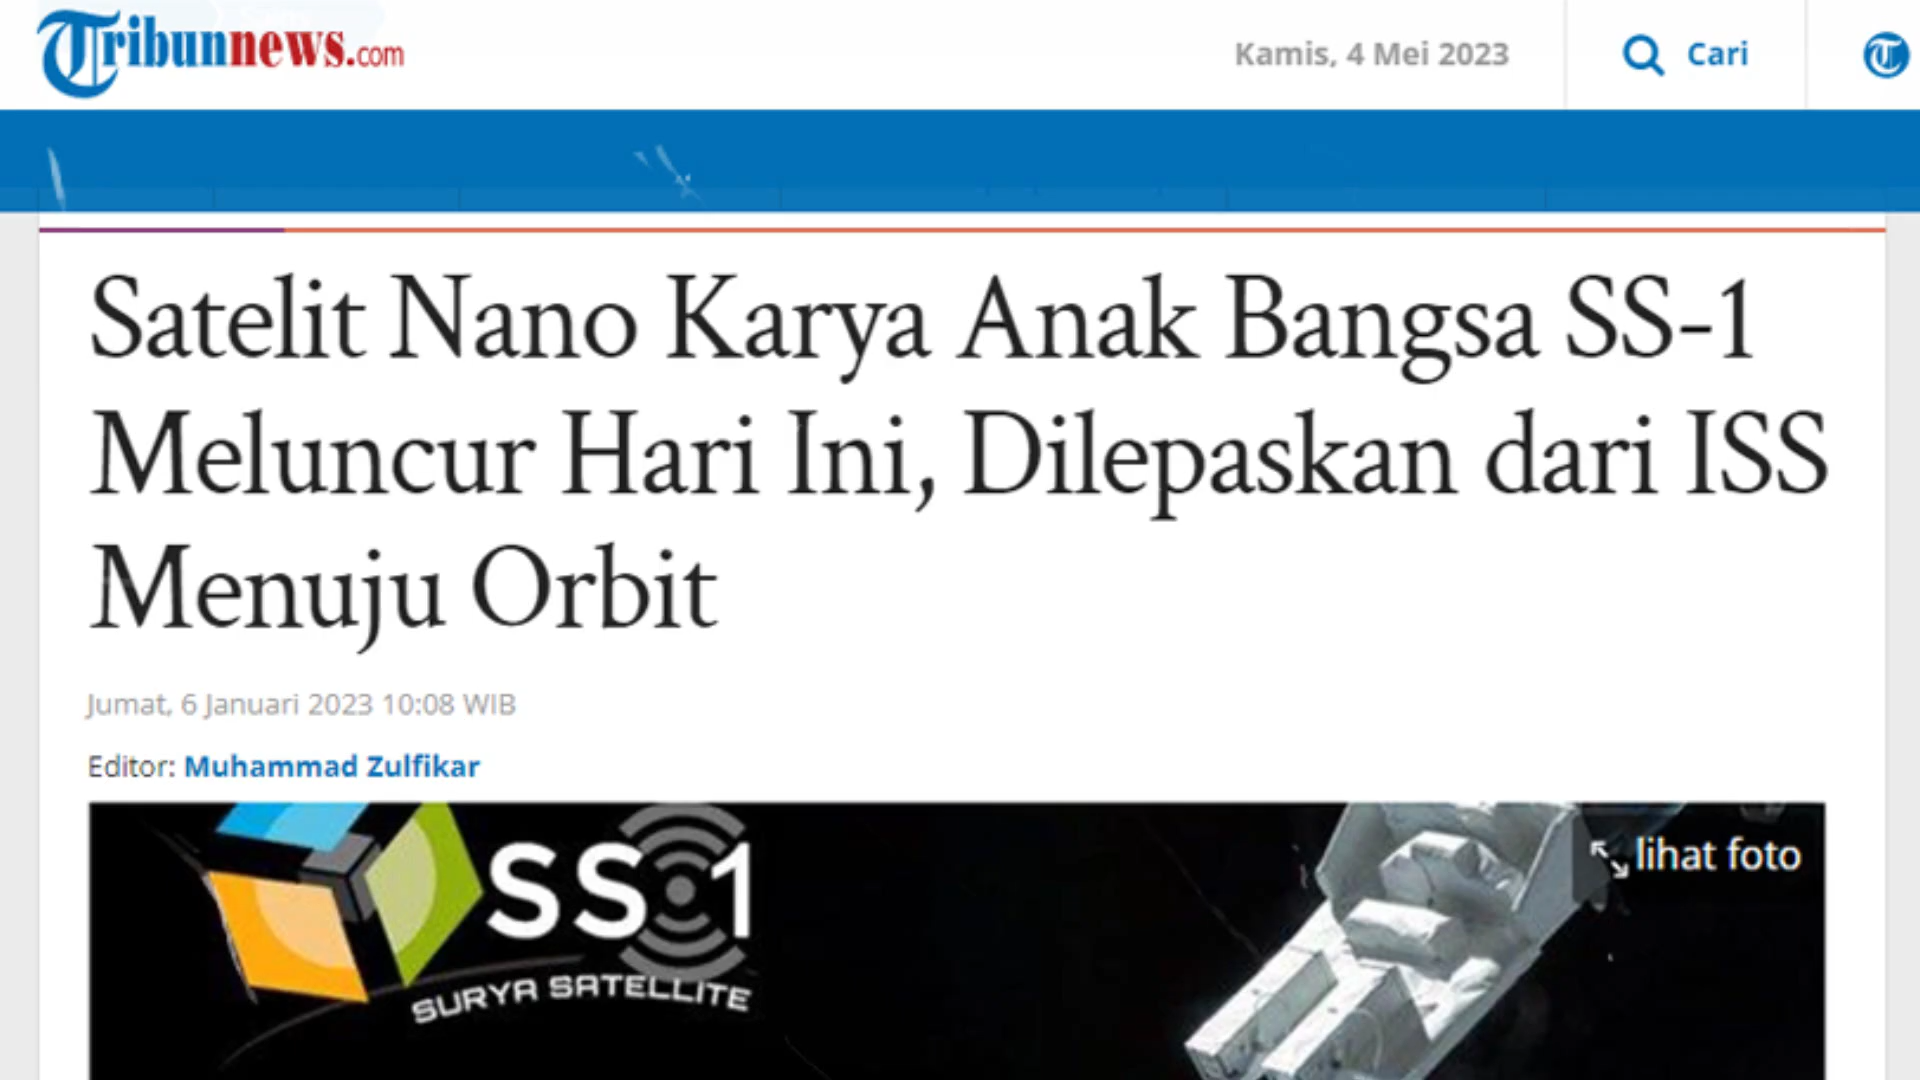 Tribunnews.com
Kamis, 4 Mei 2023
Cari
Satelit Nano Karya Anak Bangsa SS-1
Meluncur Hari Ini, Dilepaskan dari ISS
Menuju Orbit
Jumat, 6 Januari 2023 10:08 WIB
Editor: Muhammad Zulfikar
lihat foto
SS 1
SURYA SATELLITE